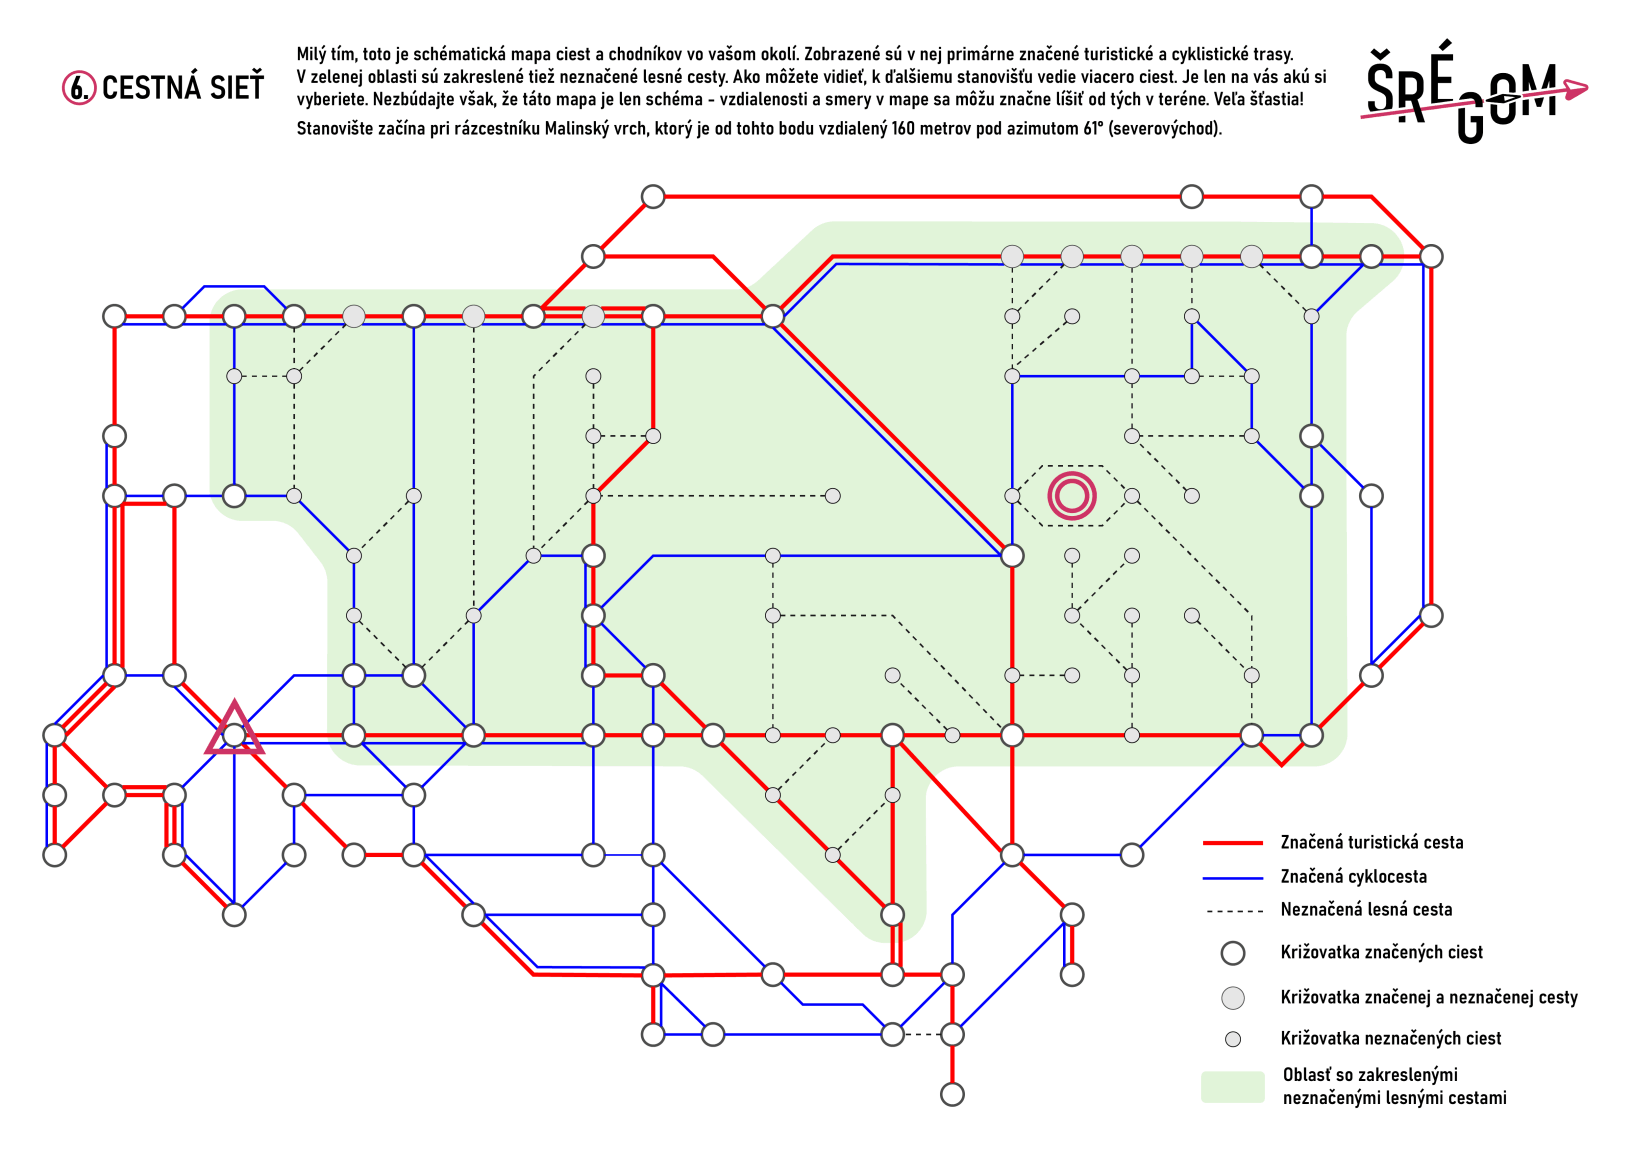 6. CESTNÁ SIEŤ
Milý tím, toto je schématická mapa ciest a chodníkov vo vašom okolí. Zobrazené sú v nej primárne značené turistické a cyklistické trasy.
V zelenej oblasti sú zakreslené tiež neznačené lesné cesty. Ako môžete vidieť, k ďalšiemu stanovišťu vedie viacero ciest. Je len na vás akú si
vyberiete. Nezbúdajte však, že táto mapa je len schéma - vzdialenosti a smery v mape sa môžu značne líšiť od tých v teréne. Veľa šťastia!
Stanovište začína pri rázcestníku Malinský vrch, ktorý je od tohto bodu vzdialený 160 metrov pod azimutom 61° (severovýchod).
ŠRÉGOM
Značená turistická cesta
Značená cyklocesta
Neznačená lesná cesta
Križovatka značených ciest
Križovatka značenej a neznačenej cesty
Križovatka neznačených ciest
Oblasť so zakreslenými
neznačenými lesnými cestami